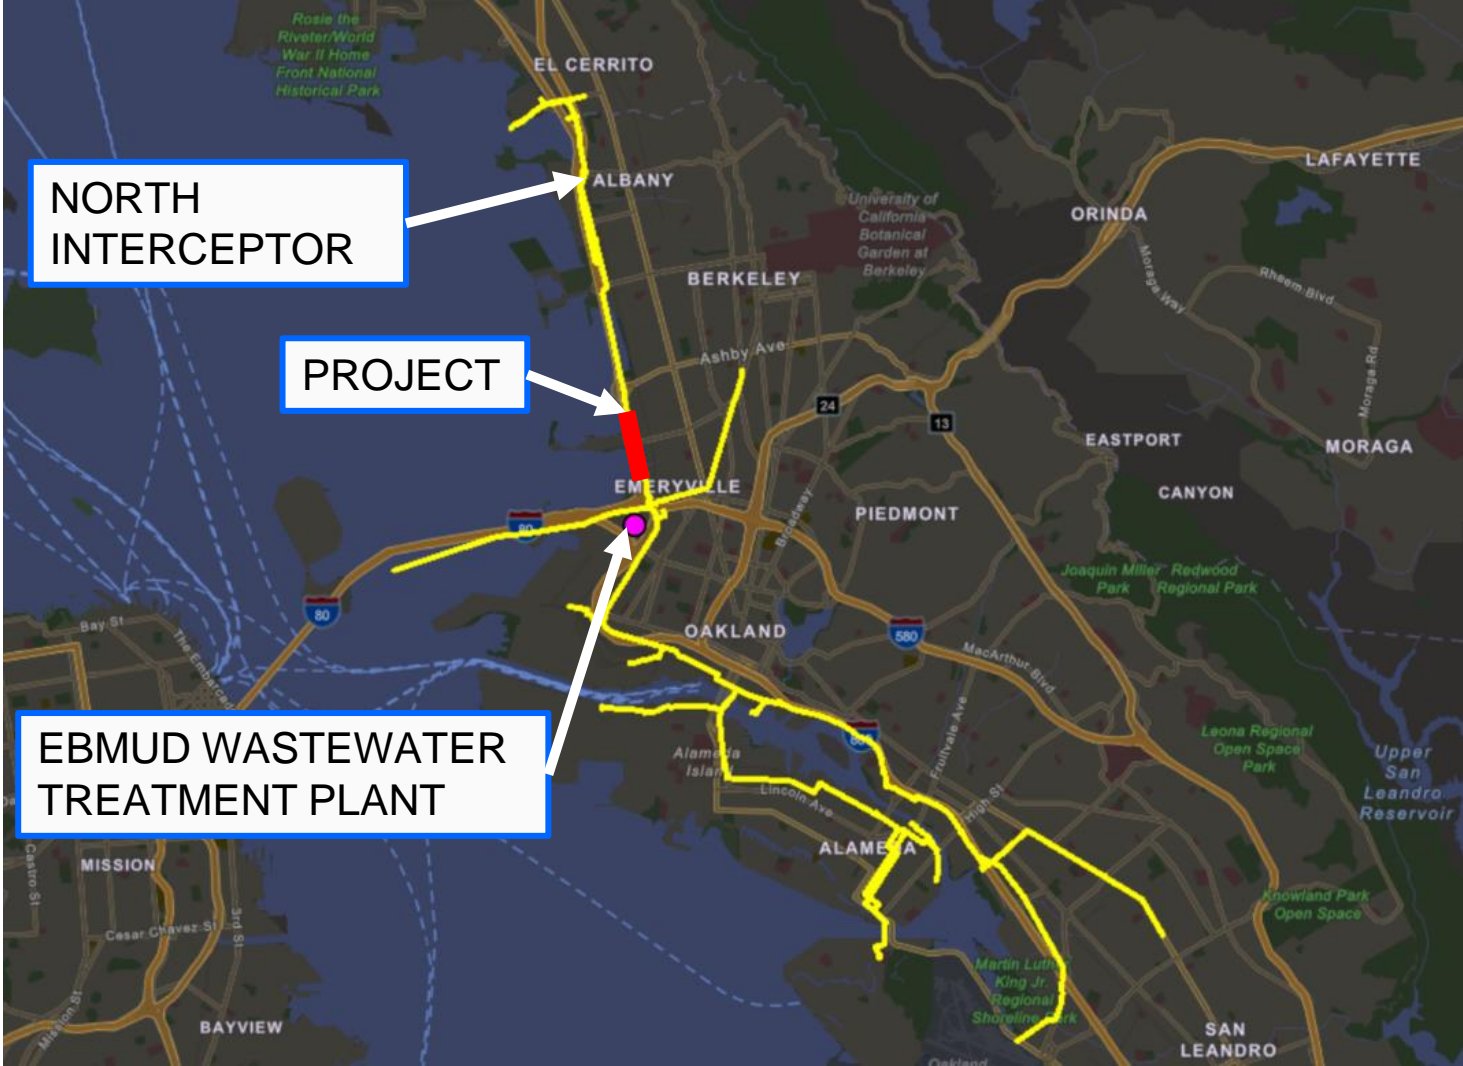 Rosie the
Riveter/World
War II Home
Front National
Historical Park
EL CERRITO
NORTH
INTERCEPTOR
ALBANY
LAFAYETTE
University of
California
Botanical
Garden at
Berkeley
ORINDA
BERKELEY
Moraga Way
Rheem Blvd
PROJECT
Ashby Ave
Moraga Rd
24
13
EASTPORT
MORAGA
EMERYVILLE
CANYON
PIEDMONT
Broadway
80
Joaquin Miller
Park
Redwood
Regional Park
80
Bay St
OAKLAND
580
The Embarcad
MacArthur Blvd
EBMUD WASTEWATER
TREATMENT PLANT
Alameda
Island
Fruitvale Ave
Leona Regional
Open Space
Park
Upper
San
Leandro
Reservoir
Lincoln Ave
High St
MISSION
Castro St
ALAMEDA
Knowland Park
Open Space
Cesar Chavez St
3rd St
Martin Luther
King Jr.
Regional
Shoreline Park
Mission St
BAYVIEW
SAN
LEANDRO
Oakland